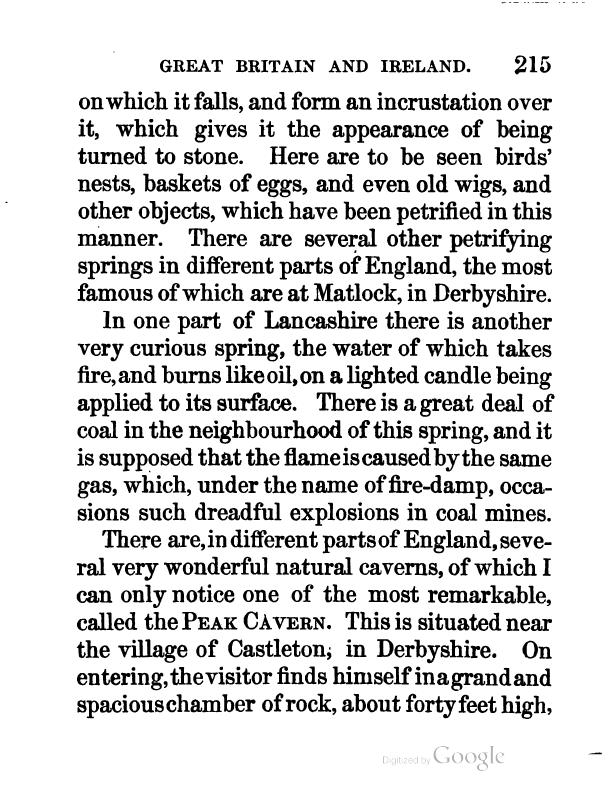 GREAT BRITAIN AND IRELAND. 215
on which it falls, and form an incrustation over
it, which gives it the appearance of being
turned to stone. Here are to be seen birds'
nests, baskets of eggs, and even old wigs, and
other objects, which have been petrified in this
manner. There are several other petrifying
springs in different parts of England, the most
famous of which are at Matlock, in Derbyshire.
In one part of Lancashire there is another
very curious spring, the water of which takes
fire, and burns like oil, on a lighted candle being
applied to its surface. There is a great deal of
coal in the neighbourhood of this spring, and it
is supposed that the flame is caused by the same
gas, which, under the name of fire-damp, occa-
sions such dreadful explosions in coal mines.
There are, in different parts of England, seve-
ral very wonderful natural caverns, of which I
can only notice one of the most remarkable,
called the PEAK CAVERN. This is situated near
the village of Castleton, in Derbyshire. On
entering, the visitor finds himself in a grand and
spacious chamber of rock, about forty feet high,
Digitized by Google